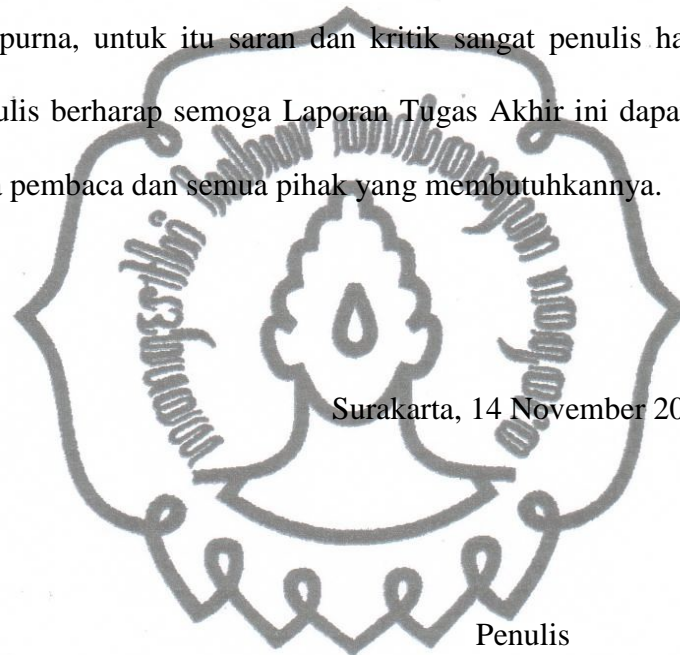 purna, untuk itu saran dan kritik sangat penulis ha
ulis berharap semoga Laporan Tugas Akhir ini dapa
a pembaca dan semua pihak yang membutuhkannya.
Surakarta, 14 November 20
Penulis